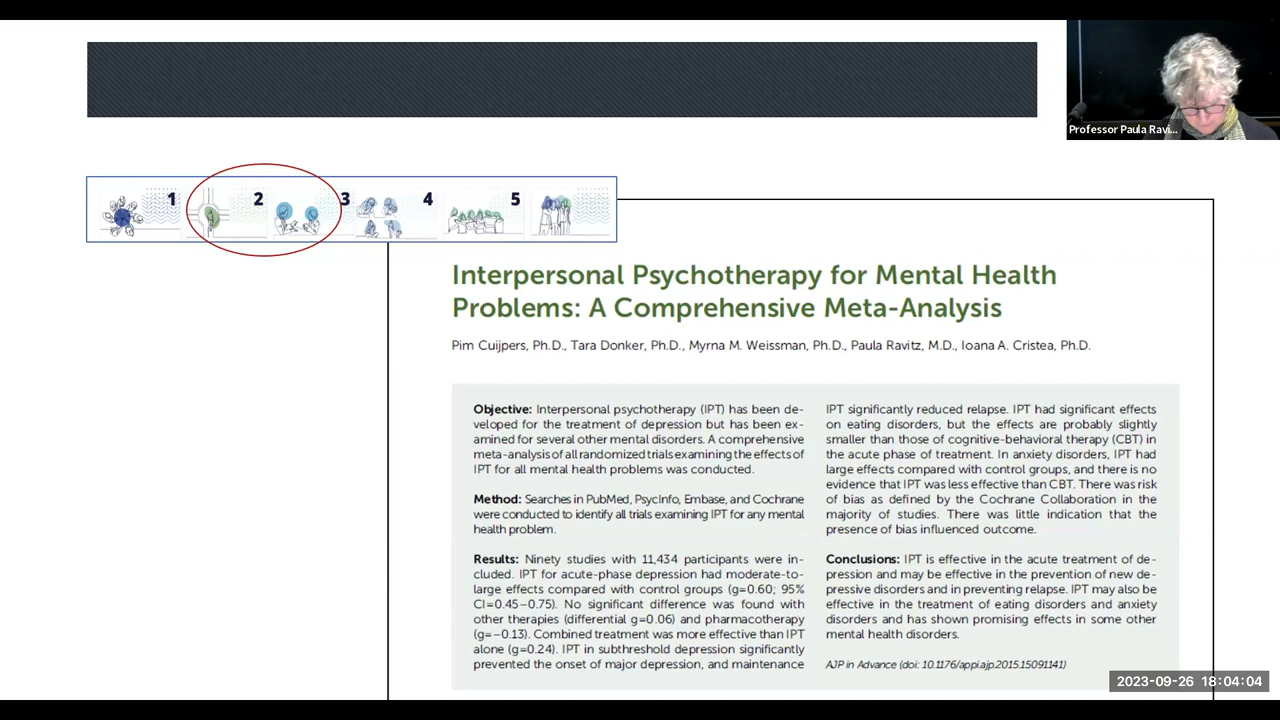 Professor Paula Ravi...
1
2
3
4
5
Interpersonal Psychotherapy for Mental Health
Problems: A Comprehensive Meta-Analysis
Pim Cuijpers, Ph.D., Tara Donker, Ph.D., Myrna M. Weissman, Ph.D., Paula Ravitz, M.D., Ioana A. Cristea, Ph.D.
Objective: Interpersonal psychotherapy (IPT) has been de-
veloped for the treatment of depression but has been ex-
amined for several other mental disorders. A comprehensive
meta-analysis of all randomized trials examining the effects of
IPT for all mental health problems was conducted.
Method: Searches in PubMed, PsycInfo, Embase, and Cochrane
were conducted to identify all trials examining IPT for any mental
health problem.
Results: Ninety studies with 11,434 participants were in-
cluded. IPT for acute-phase depression had moderate-to-
large effects compared with control groups (g=0.60; 95%
CI=0.45–0.75). No significant difference was found with
other therapies (differential g=0.06) and pharmacotherapy
(g=−0.13). Combined treatment was more effective than IPT
alone (g=0.24). IPT in subthreshold depression significantly
prevented the onset of major depression, and maintenance
IPT significantly reduced relapse. IPT had significant effects
on eating disorders, but the effects are probably slightly
smaller than those of cognitive-behavioral therapy (CBT) in
the acute phase of treatment. In anxiety disorders, IPT had
large effects compared with control groups, and there is no
evidence that IPT was less effective than CBT. There was risk
of bias as defined by the Cochrane Collaboration in the
majority of studies. There was little indication that the
presence of bias influenced outcome.
Conclusions: IPT is effective in the acute treatment of de-
pression and may be effective in the prevention of new de-
pressive disorders and in preventing relapse. IPT may also be
effective in the treatment of eating disorders and anxiety
disorders and has shown promising effects in some other
mental health disorders.
AJP in Advance (doi: 10.1176/appi.ajp.2015.15091141)
2023-09-26 18:04:04